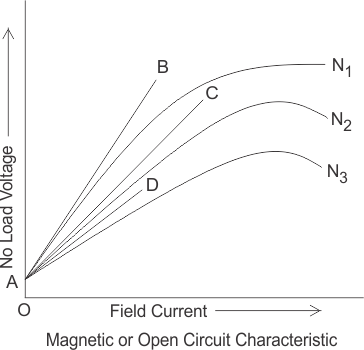 B
N1
C
N2
D
N3
No Load Voltage
A
O
Field Current
Magnetic or Open Circuit Characteristic